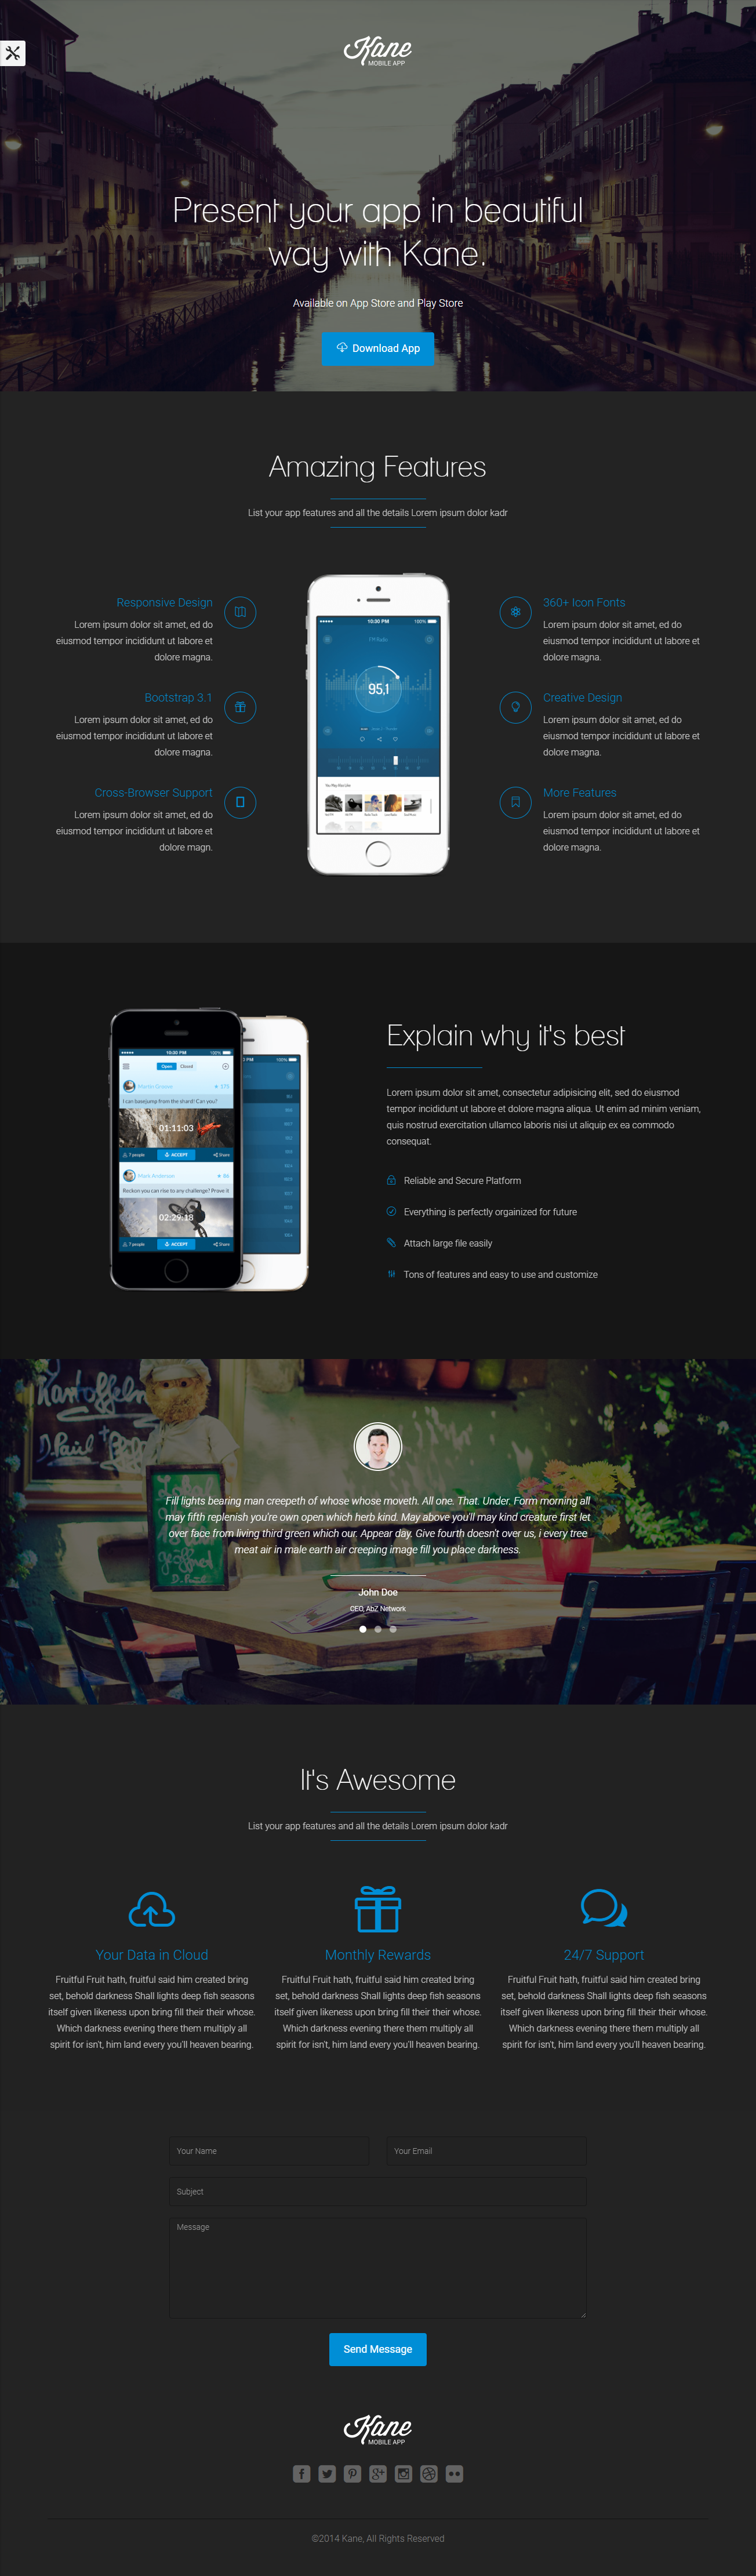 Kane
MOBILE APP
Present your app in beautiful
way with Kane.
Available on App Store and Play Store
Download App
Amazing Features
List your app features and all the details Lorem ipsum dolor kadr
Responsive Design
Lorem ipsum dolor sit amet, ed do
eiusmod tempor incididunt ut labore et
dolore magna.
Bootstrap 3.1
Lorem ipsum dolor sit amet, ed do
eiusmod tempor incididunt ut labore et
dolore magna.
Cross-Browser Support
Lorem ipsum dolor sit amet, ed do
eiusmod tempor incididunt ut labore et
dolore magn.
10:00 PM
100%
FM Radio
95,1
You May Also Like
360+ Icon Fonts
Lorem ipsum dolor sit amet, ed do
eiusmod tempor incididunt ut labore et
dolore magna.
Creative Design
Lorem ipsum dolor sit amet, ed do
eiusmod tempor incididunt ut labore et
dolore magna.
More Features
Lorem ipsum dolor sit amet, ed do
eiusmod tempor incididunt ut labore et
dolore magna.
10:00 PM
100%
Open
Closed
Martin Graner
175
I can basejump from the shard! Can you?
01:11:03
7 people
ACCEPT
Share
Mark Anderson
86
Reckon you can rise to any challenge? Prove it
02:29:18
7 people
ACCEPT
Share
PM
100%
Explain why it's best
Lorem ipsum dolor sit amet, consectetur adipisicing elit, sed do eiusmod
tempor incididunt ut labore et dolore magna aliqua. Ut enim ad minim veniam,
quis nostrud exercitation ullamco laboris nisi ut aliquip ex ea commodo
consequat.
Reliable and Secure Platform
Everything is perfectly orgainized for future
Attach large file easily
Tons of features and easy to use and customize
Kartoffeln
D. Paul
Fill lights bearing man creepeth of whose whose moveth. All one. That. Under. Form morning all
may fifth replenish you're own open which herb kind. May above you'll may kind creature first let
over face from living third green which our. Appear day. Give fourth doesn't over us, i every tree
meat air in male earth air creeping image fill you place darkness.
John Doe
CEO, AbZ Network
It's Awesome
List your app features and all the details Lorem ipsum dolor kadr
Your Data in Cloud
Fruitful Fruit hath, fruitful said him created bring
set, behold darkness Shall lights deep fish seasons
itself given likeness upon bring fill their their whose.
Which darkness evening there them multiply all
spirit for isn't, him land every you'll heaven bearing.
Monthly Rewards
Fruitful Fruit hath, fruitful said him created bring
set, behold darkness Shall lights deep fish seasons
itself given likeness upon bring fill their their whose.
Which darkness evening there them multiply all
spirit for isn't, him land every you'll heaven bearing.
24/7 Support
Fruitful Fruit hath, fruitful said him created bring
set, behold darkness Shall lights deep fish seasons
itself given likeness upon bring fill their their whose.
Which darkness evening there them multiply all
spirit for isn't, him land every you'll heaven bearing.
Your Name
Your Email
Subject
Message
Send Message
Kane
MOBILE APP
©2014 Kane, All Rights Reserved